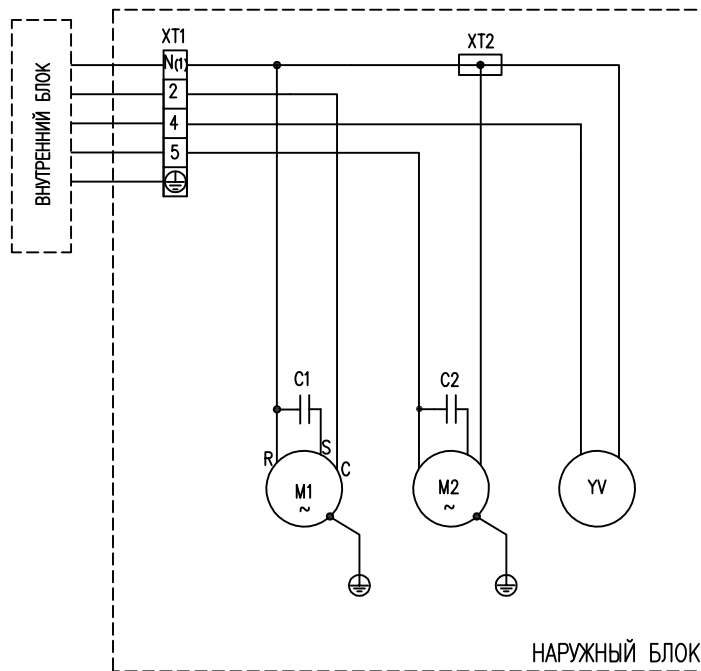 XT1
XT2
N(1)
2
4
5
ВНУТРЕННИЙ БЛОК
C1
C2
R
S
C
M1
~
M2
~
YV
НАРУЖНЫЙ БЛОК